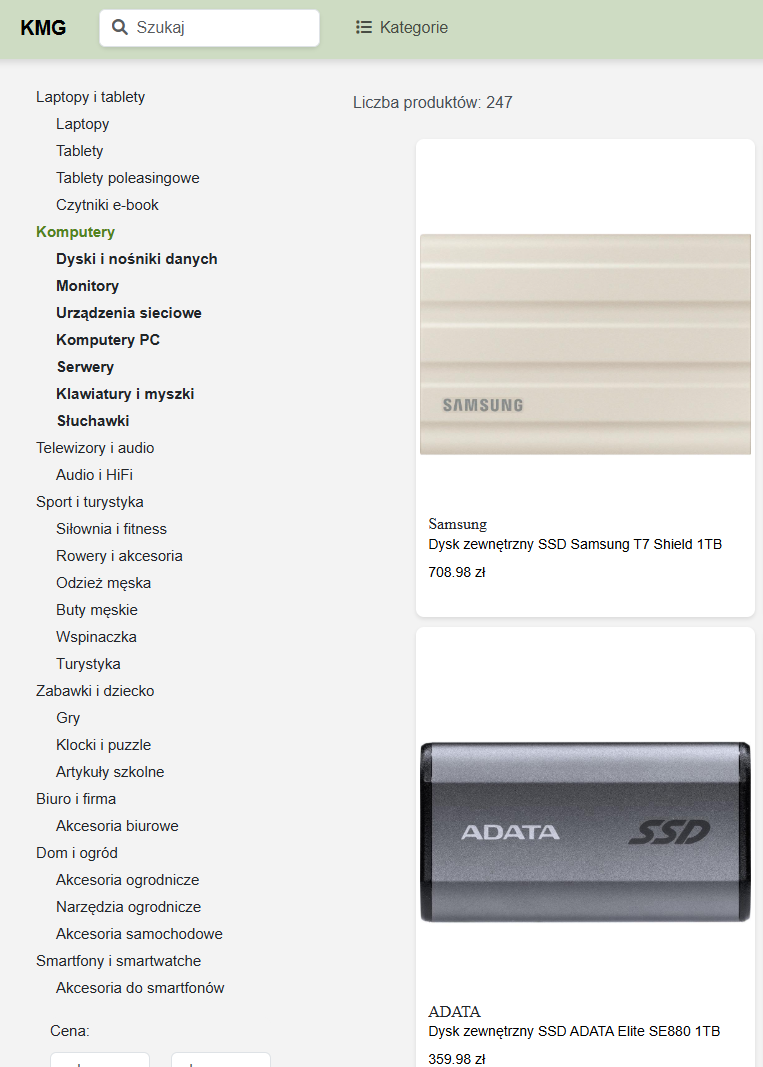 KMG
Szukaj
Kategorie
Laptopy i tablety
Laptopy
Tablety
Tablety poleasingowe
Czytniki e-book
Komputery
Dyski i nośniki danych
Monitory
Urządzenia sieciowe
Komputery PC
Serwery
Klawiatury i myszki
Słuchawki
Telewizory i audio
Audio i HiFi
Sport i turystyka
Siłownia i fitness
Rowery i akcesoria
Odzież męska
Buty męskie
Wspinaczka
Turystyka
Zabawki i dziecko
Gry
Klocki i puzzle
Artykuły szkolne
Biuro i firma
Akcesoria biurowe
Dom i ogród
Akcesoria ogrodnicze
Narzędzia ogrodnicze
Akcesoria samochodowe
Smartfony i smartwatche
Akcesoria do smartfonów
Cena:
Liczba produktów: 247
SAMSUNG
Samsung
Dysk zewnętrzny SSD Samsung T7 Shield 1TB
708.98 zł
ADATA SSD
ADATA
Dysk zewnętrzny SSD ADATA Elite SE880 1TB
359.98 zł